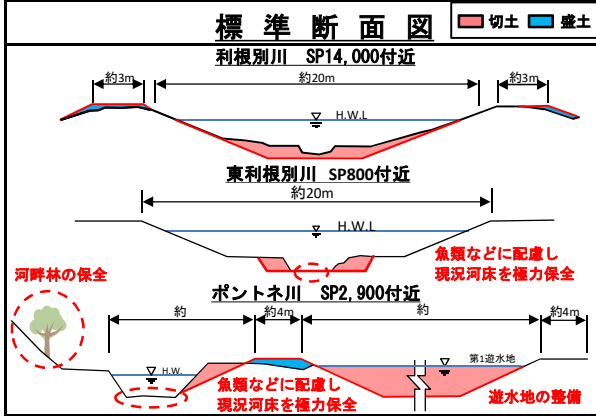 標準断面図
切土 盛土
利根別川 SP14,000付近
約3m 約20m 約3m
H.W.L
東利根別川 SP800付近
約20m
H.W.L
魚類などに配慮し
現況河床を極力保全
河畔林の保全
ポントネ川 SP2,900付近
約 約4m 約 約4m
H.W.
第1遊水地
魚類などに配慮し
現況河床を極力保全
遊水地の整備